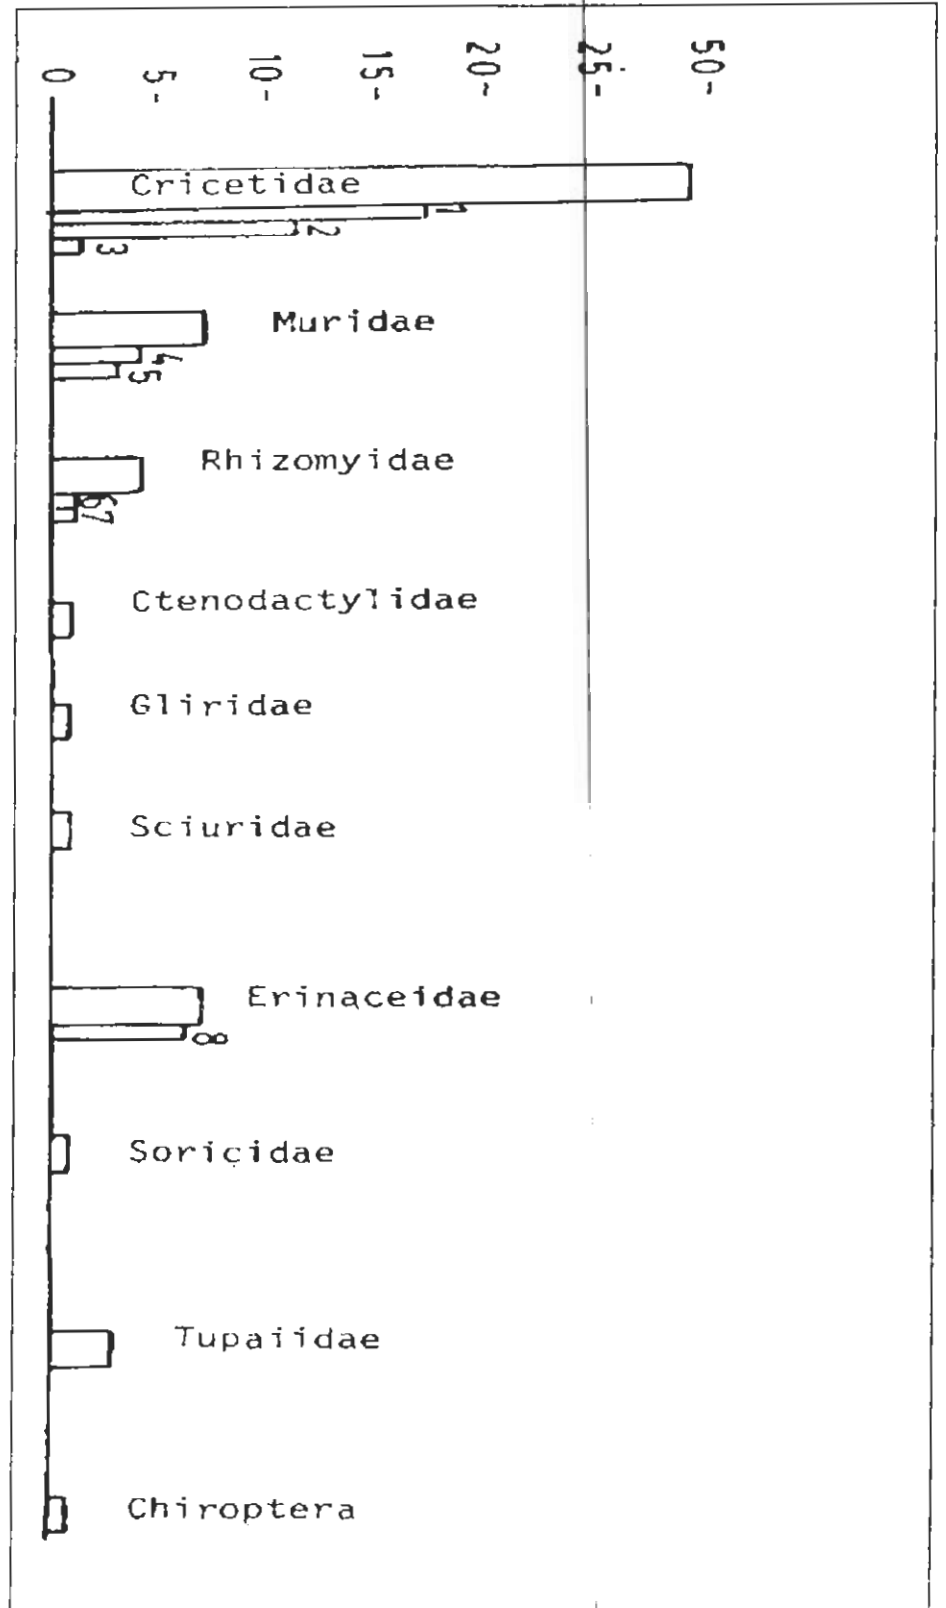 0
5-
10-
15-
20-
25-
50-
Cricetidae
1
2
3
Muridae
4
5
Rhizomyidae
6
7
Ctenodactylidae
Gliridae
Sciuridae
Erinaceidae
8
Soricidae
Tupaiidae
Chiroptera